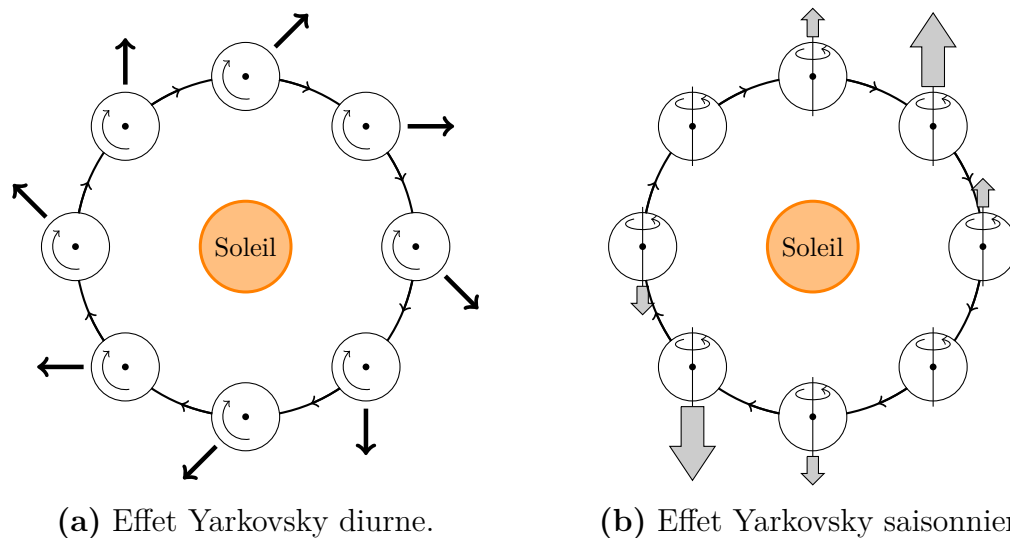 Soleil
Soleil
(a) Effet Yarkovsky diurne.
(b) Effet Yarkovsky saisonnier